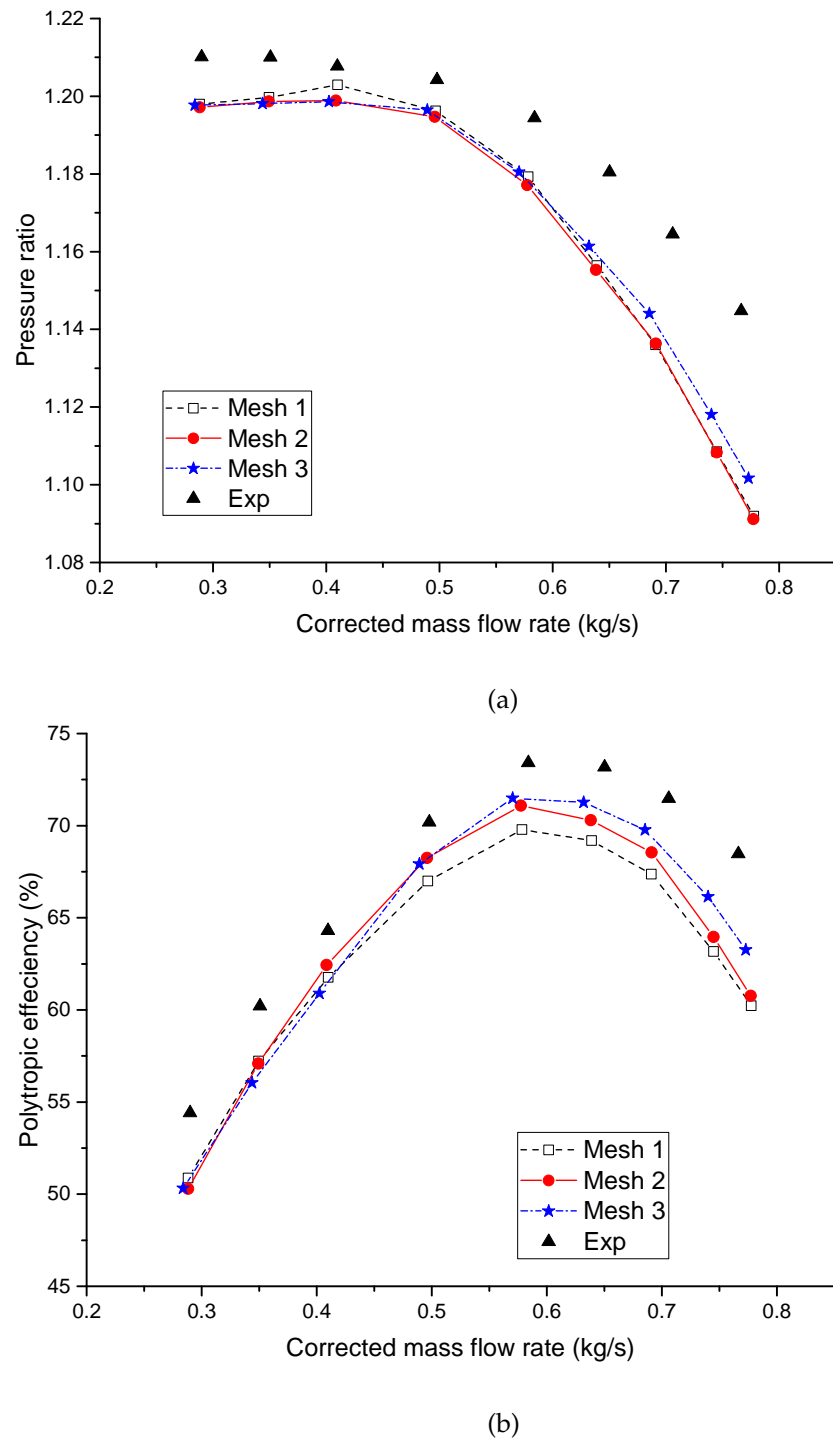 1.22
1.20
1.18
1.16
1.14
1.12
1.10
1.08
Pressure ratio
Mesh 1
Mesh 2
Mesh 3
Exp
0.2 0.3 0.4 0.5 0.6 0.7 0.8
Corrected mass flow rate (kg/s)
(a)
75
70
65
60
55
50
45
Polytropic effeciency (%)
Mesh 1
Mesh 2
Mesh 3
Exp
0.2 0.3 0.4 0.5 0.6 0.7 0.8
Corrected mass flow rate (kg/s)
(b)